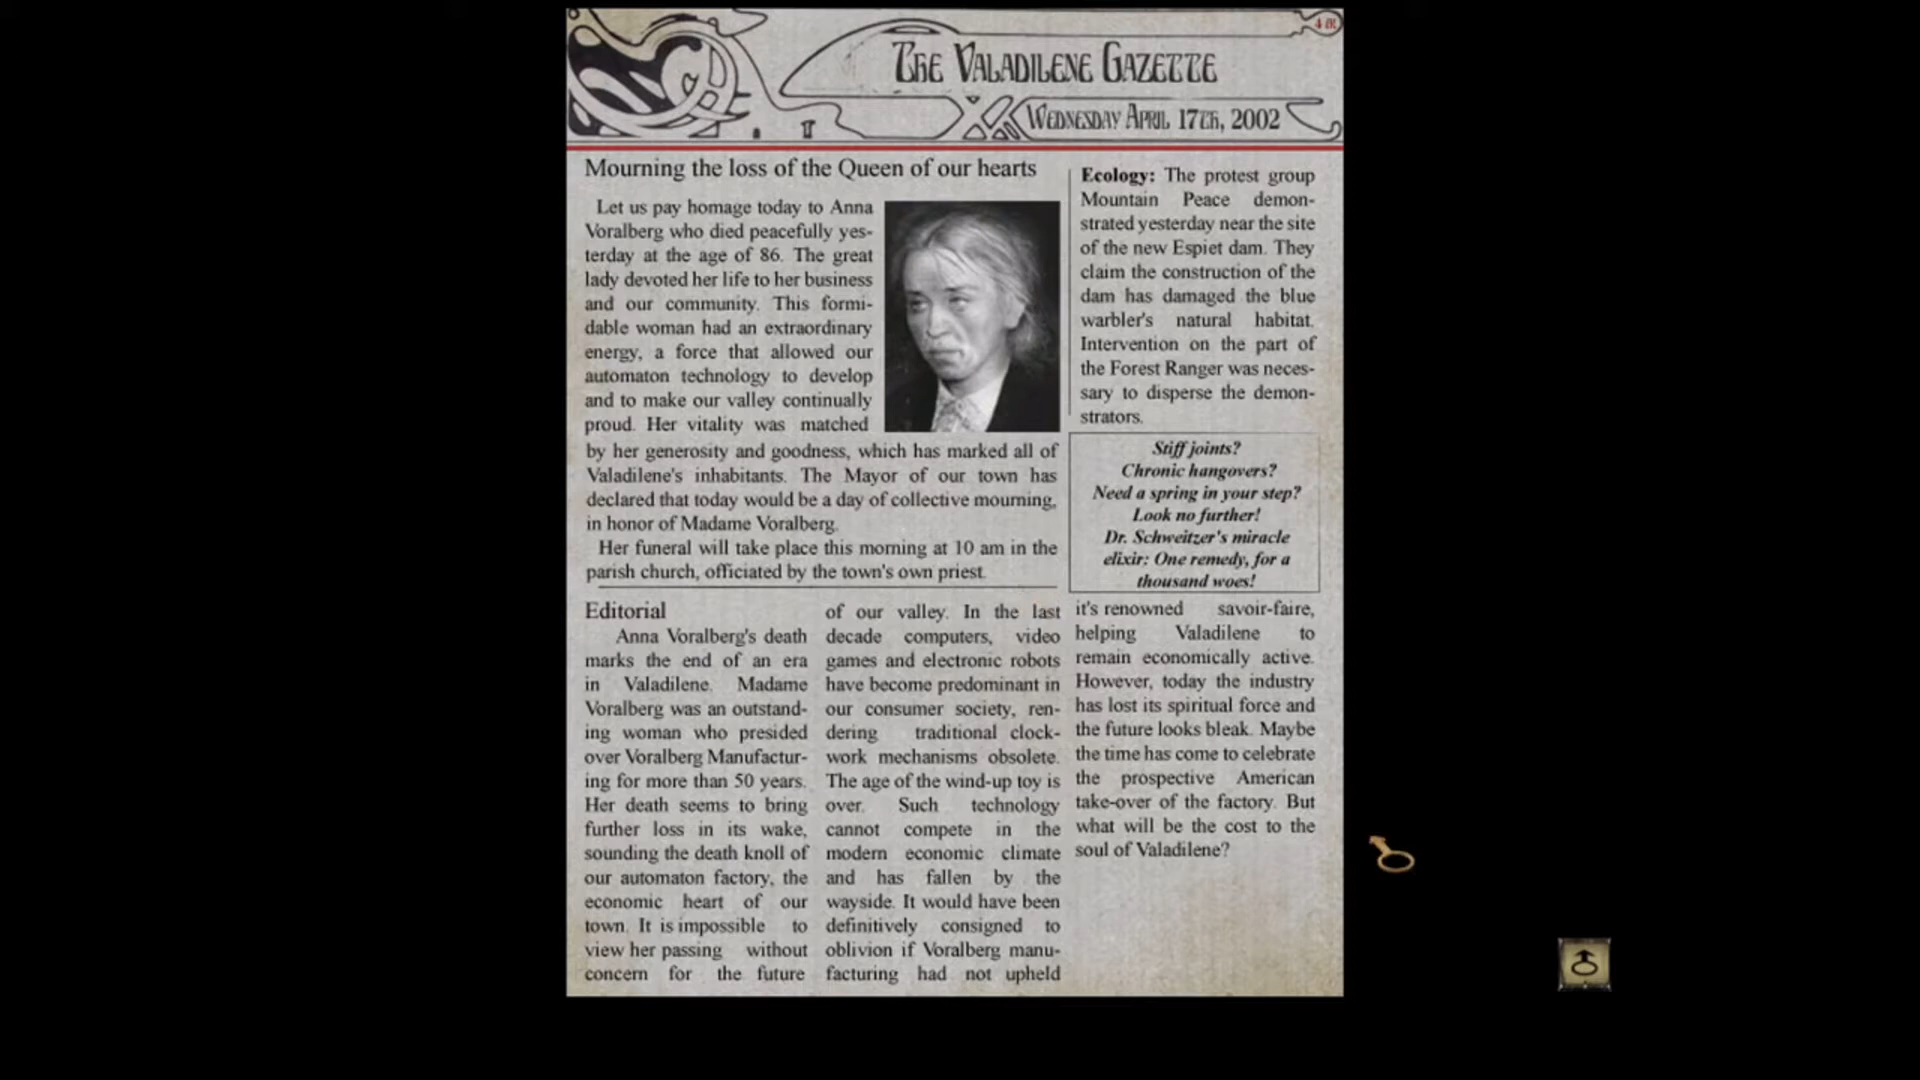 THE VALADILENE GAZETTE
WEDNESDAY APRIL 17TH, 2002
Mourning the loss of the Queen of our hearts
Let us pay homage today to Anna
Voralberg who died peacefully yes-
terday at the age of 86. The great
lady devoted her life to her business
and our community. This formi-
dable woman had an extraordinary
energy, a force that allowed our
automaton technology to develop
and to make our valley continually
proud. Her vitality was matched
by her generosity and goodness, which has marked all of
Valadilene's inhabitants. The Mayor of our town has
declared that today would be a day of collective mourning,
in honor of Madame Voralberg.
Her funeral will take place this morning at 10 am in the
parish church, officiated by the town's own priest.
Ecology: The protest group
Mountain Peace demon-
strated yesterday near the site
of the new Espiet dam. They
claim the construction of the
dam has damaged the blue
warbler's natural habitat.
Intervention on the part of
the Forest Ranger was neces-
sary to disperse the demon-
strators.
Stiff joints?
Chronic hangovers?
Need a spring in your step?
Look no further!
Dr. Schweitzer's miracle
elixir: One remedy, for a
thousand woes!
Editorial
Anna Voralberg's death
marks the end of an era
in Valadilene. Madame
Voralberg was an outstand-
ing woman who presided
over Voralberg Manufactur-
ing for more than 50 years.
Her death seems to bring
further loss in its wake,
sounding the death knoll of
our automaton factory, the
economic heart of our
town. It is impossible to
view her passing without
concern for the future
of our valley. In the last
decade computers, video
games and electronic robots
have become predominant in
our consumer society, ren-
dering traditional clock-
work mechanisms obsolete.
The age of the wind-up toy is
over. Such technology
cannot compete in the
modern economic climate
and has fallen by the
wayside. It would have been
definitively consigned to
oblivion if Voralberg manu-
facturing had not upheld
it's renowned savoir-faire,
helping Valadilene to
remain economically active.
However, today the industry
has lost its spiritual force and
the future looks bleak. Maybe
the time has come to celebrate
the prospective American
take-over of the factory. But
what will be the cost to the
soul of Valadilene?